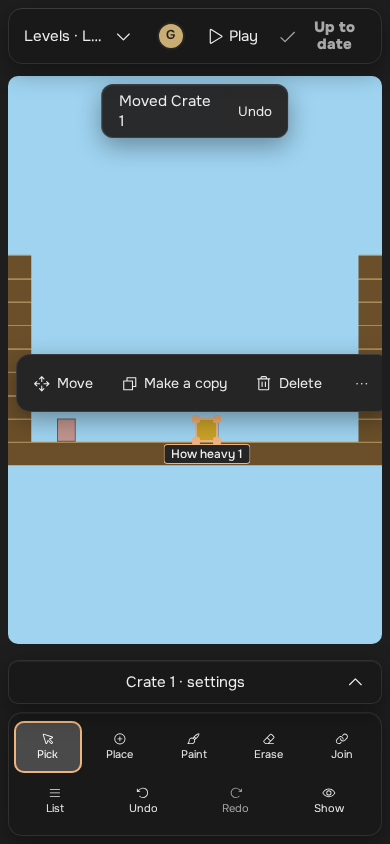 Levels · L...
G
Play
Up to
date
Moved Crate
1
Undo
Move
Make a copy
Delete
...
How heavy 1
Crate 1 · settings
Pick
Place
Paint
Erase
Join
List
Undo
Redo
Show